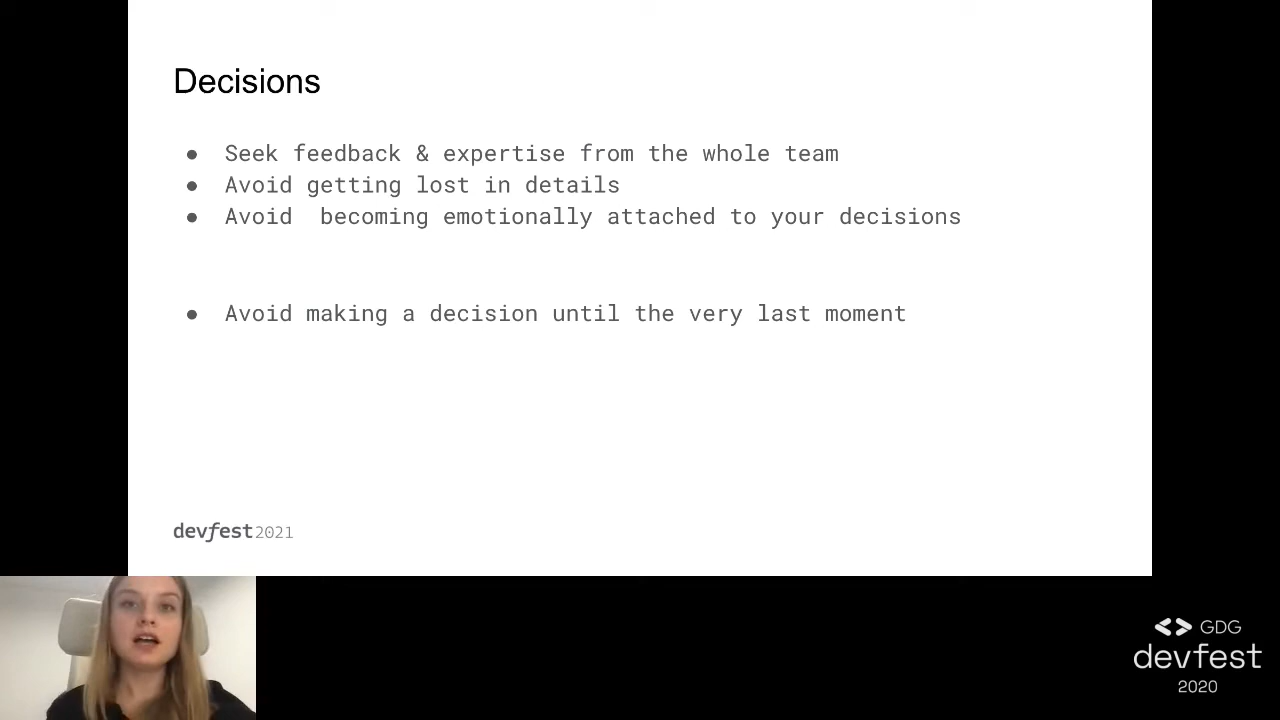 Decisions
● Seek feedback & expertise from the whole team
● Avoid getting lost in details
● Avoid  becoming emotionally attached to your decisions
● Avoid making a decision until the very last moment
devfest2021
<> GDG
devfest
2020